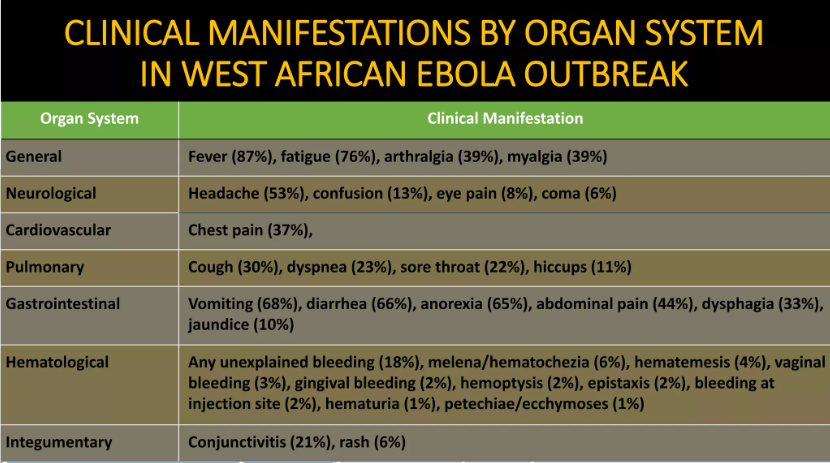 CLINICAL MANIFESTATIONS BY ORGAN SYSTEM
IN WEST AFRICAN EBOLA OUTBREAK
Organ System Clinical Manifestation
General Fever (87%), fatigue (76%), arthralgia (39%), myalgia (39%)
Neurological Headache (53%), confusion (13%), eye pain (8%), coma (6%)
Cardiovascular Chest pain (37%),
Pulmonary Cough (30%), dyspnea (23%), sore throat (22%), hiccups (11%)
Gastrointestinal Vomiting (68%), diarrhea (66%), anorexia (65%), abdominal pain (44%), dysphagia (33%),
jaundice (10%)
Hematological Any unexplained bleeding (18%), melena/hematochezia (6%), hematemesis (4%), vaginal
bleeding (3%), gingival bleeding (2%), hemoptysis (2%), epistaxis (2%), bleeding at
injection site (2%), hematuria (1%), petechiae/ecchymoses (1%)
Integumentary Conjunctivitis (21%), rash (6%)